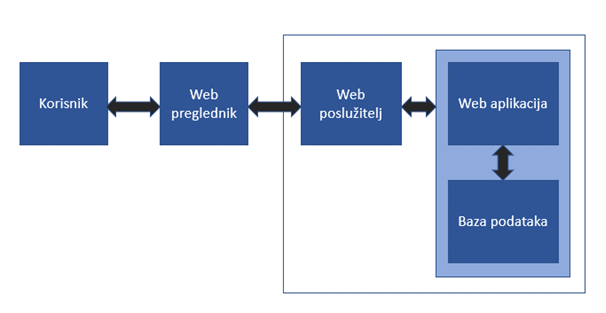 Korisnik
Web
preglednik
Web
poslužitelj
Web aplikacija
Baza podataka